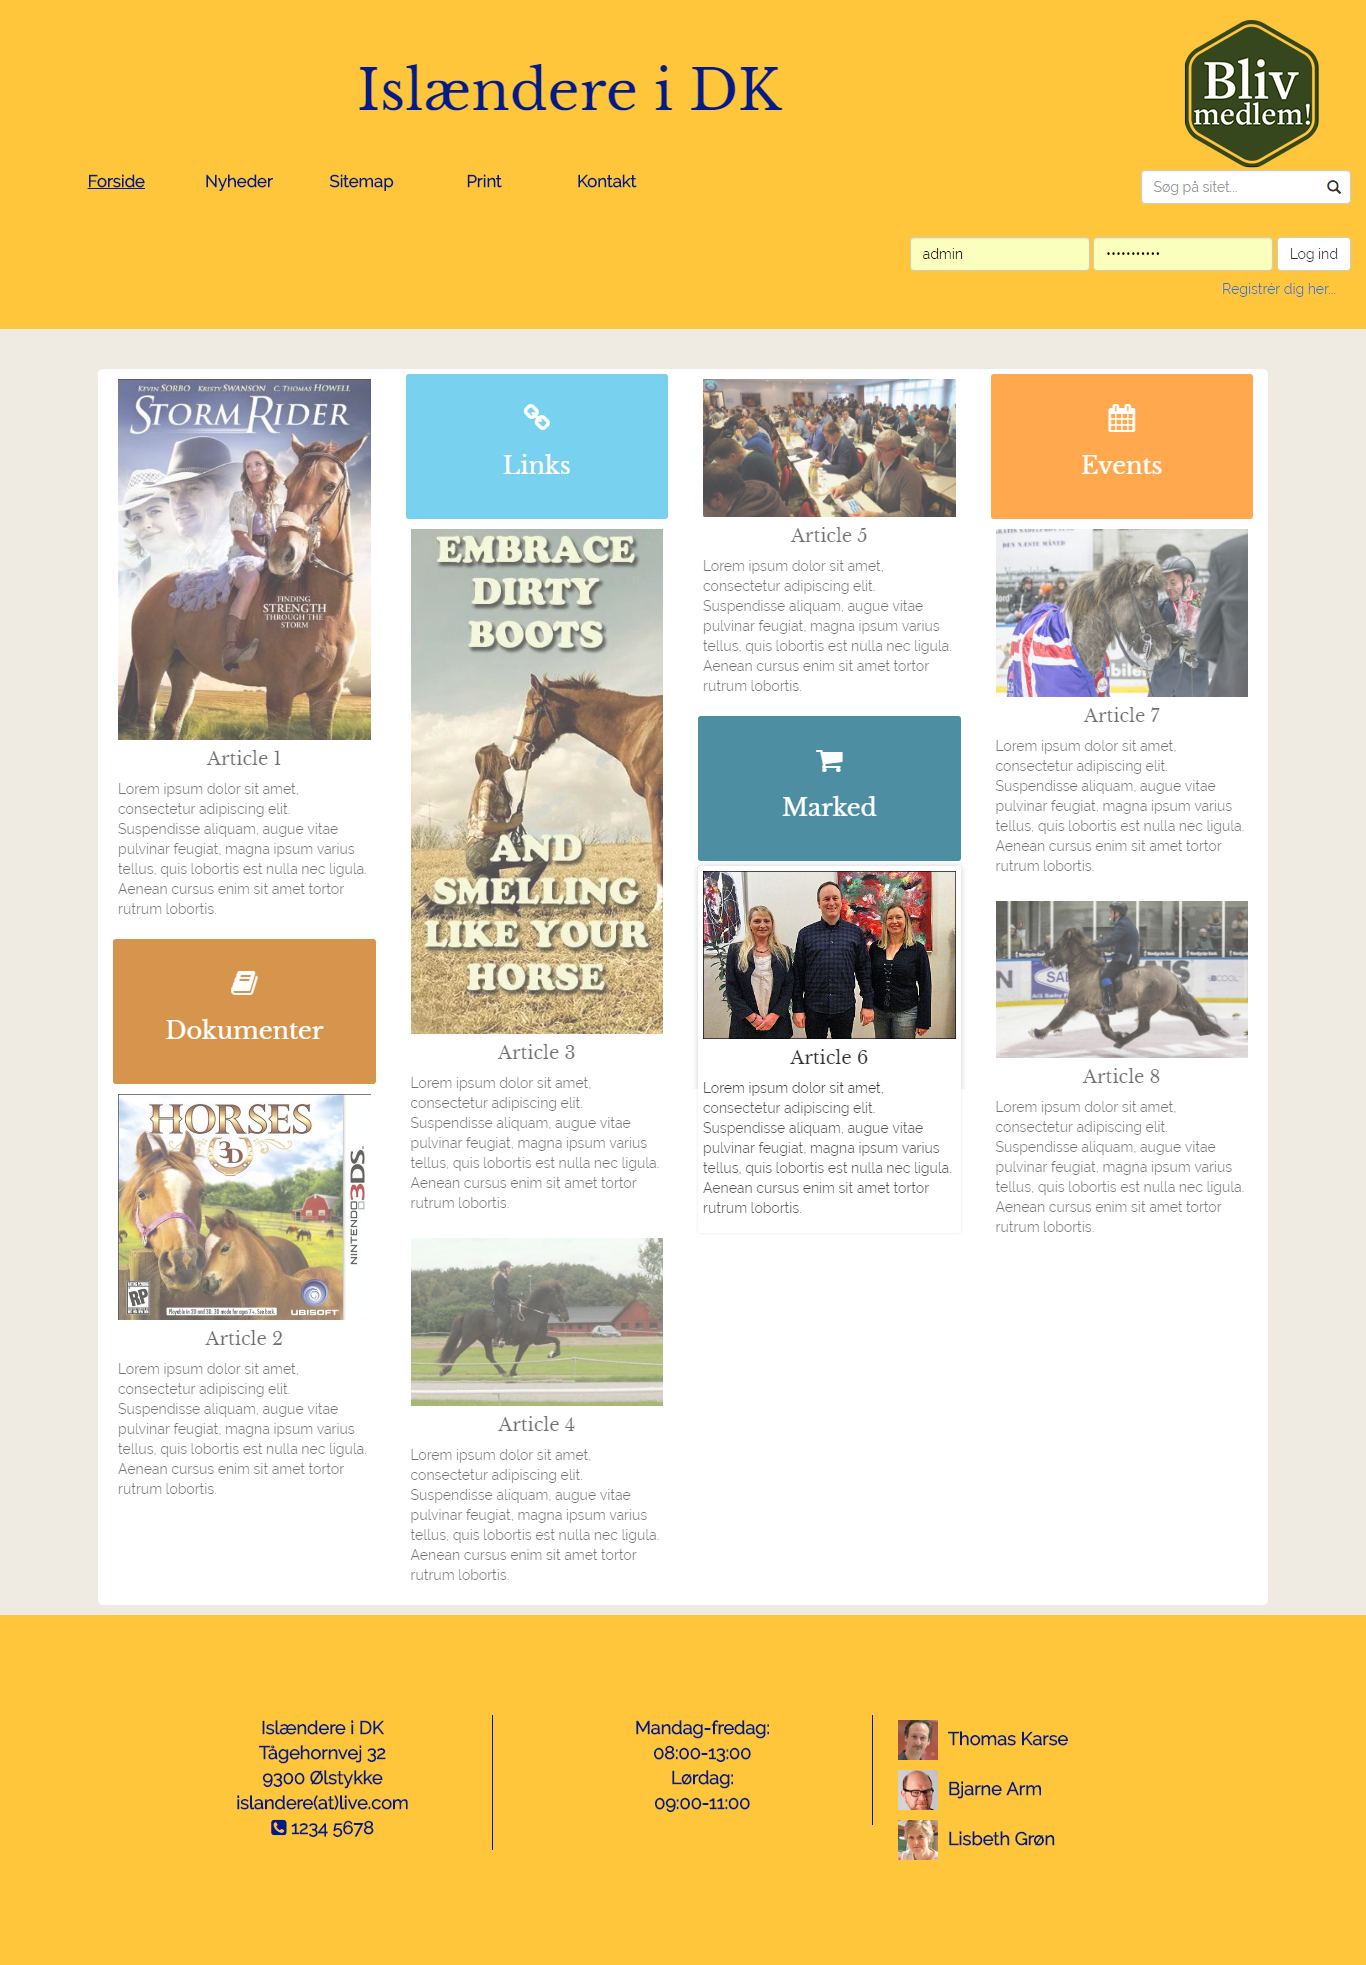 Islændere i DK
Bliv
medlem!
Forside
Nyheder
Sitemap
Print
Kontakt
Søg på sitet...
admin
•••••••••••
Log ind
Registrér dig her...
KEVIN SORBO KRISTY SWANSON C. THOMAS HOWELL
STORM RIDER
FINDING
STRENGTH
THROUGH THE
STORM
Article 1
Lorem ipsum dolor sit amet,
consectetur adipiscing elit.
Suspendisse aliquam, augue vitae
pulvinar feugiat, magna ipsum varius
tellus, quis lobortis est nulla nec ligula.
Aenean cursus enim sit amet tortor
rutrum lobortis.
Dokumenter
HORSES
3D
NINTENDO3DS
RP
Playable in 2D and 3D. 3D mode for ages 7+. See back.
UBISOFT
Article 2
Lorem ipsum dolor sit amet,
consectetur adipiscing elit.
Suspendisse aliquam, augue vitae
pulvinar feugiat, magna ipsum varius
tellus, quis lobortis est nulla nec ligula.
Aenean cursus enim sit amet tortor
rutrum lobortis.
Links
EMBRACE
DIRTY
BOOTS
AND
SMELLING
LIKE YOUR
HORSE
Article 3
Lorem ipsum dolor sit amet,
consectetur adipiscing elit.
Suspendisse aliquam, augue vitae
pulvinar feugiat, magna ipsum varius
tellus, quis lobortis est nulla nec ligula.
Aenean cursus enim sit amet tortor
rutrum lobortis.
Article 4
Lorem ipsum dolor sit amet,
consectetur adipiscing elit.
Suspendisse aliquam, augue vitae
pulvinar feugiat, magna ipsum varius
tellus, quis lobortis est nulla nec ligula.
Aenean cursus enim sit amet tortor
rutrum lobortis.
Article 5
Lorem ipsum dolor sit amet,
consectetur adipiscing elit.
Suspendisse aliquam, augue vitae
pulvinar feugiat, magna ipsum varius
tellus, quis lobortis est nulla nec ligula.
Aenean cursus enim sit amet tortor
rutrum lobortis.
Marked
Article 6
Lorem ipsum dolor sit amet,
consectetur adipiscing elit.
Suspendisse aliquam, augue vitae
pulvinar feugiat, magna ipsum varius
tellus, quis lobortis est nulla nec ligula.
Aenean cursus enim sit amet tortor
rutrum lobortis.
Events
DEN NÆSTE MÅNED
Article 7
Lorem ipsum dolor sit amet,
consectetur adipiscing elit.
Suspendisse aliquam, augue vitae
pulvinar feugiat, magna ipsum varius
tellus, quis lobortis est nulla nec ligula.
Aenean cursus enim sit amet tortor
rutrum lobortis.
COOL
Article 8
Lorem ipsum dolor sit amet,
consectetur adipiscing elit.
Suspendisse aliquam, augue vitae
pulvinar feugiat, magna ipsum varius
tellus, quis lobortis est nulla nec ligula.
Aenean cursus enim sit amet tortor
rutrum lobortis.
Islændere i DK
Tågehornvej 32
9300 Ølstykke
islandere(at)live.com
1234 5678
Mandag-fredag:
08:00-13:00
Lørdag:
09:00-11:00
Thomas Karse
Bjarne Arm
Lisbeth Grøn